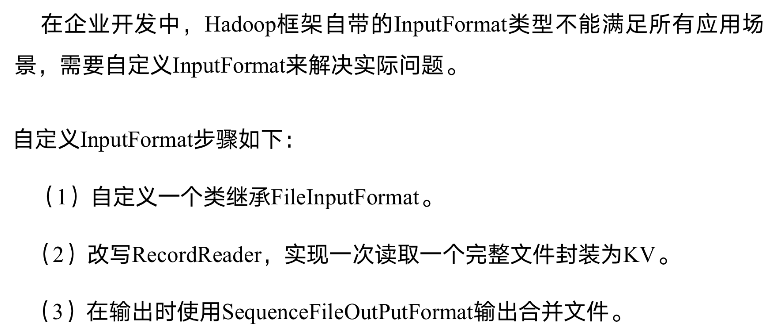 在企业开发中，Hadoop框架自带的InputFormat类型不能满足所有应用场
景，需要自定义InputFormat来解决实际问题。
自定义InputFormat步骤如下：
（1）自定义一个类继承FileInputFormat。
（2）改写RecordReader，实现一次读取一个完整文件封装为KV。
（3）在输出时使用SequenceFileOutPutFormat输出合并文件。